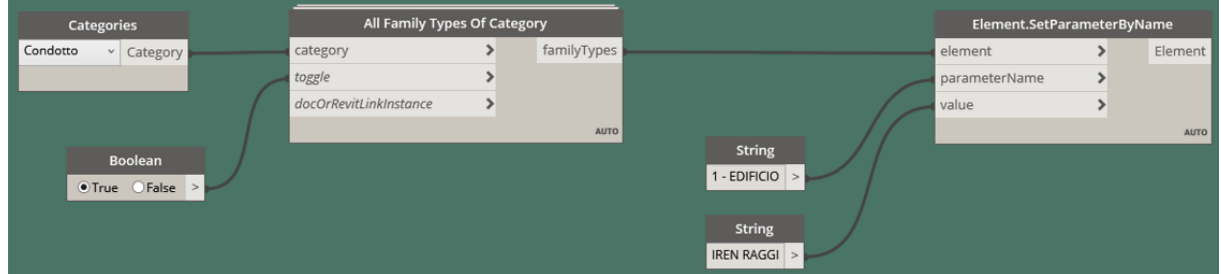 Categories
Condotto Category
All Family Types Of Category
category > familyTypes
toggle >
docOrRevitLinkInstance >
AUTO
Element.SetParameterByName
element > Element
parameterName >
value >
AUTO
Boolean
True False >
String
1 - EDIFICIO >
String
IREN RAGGI >